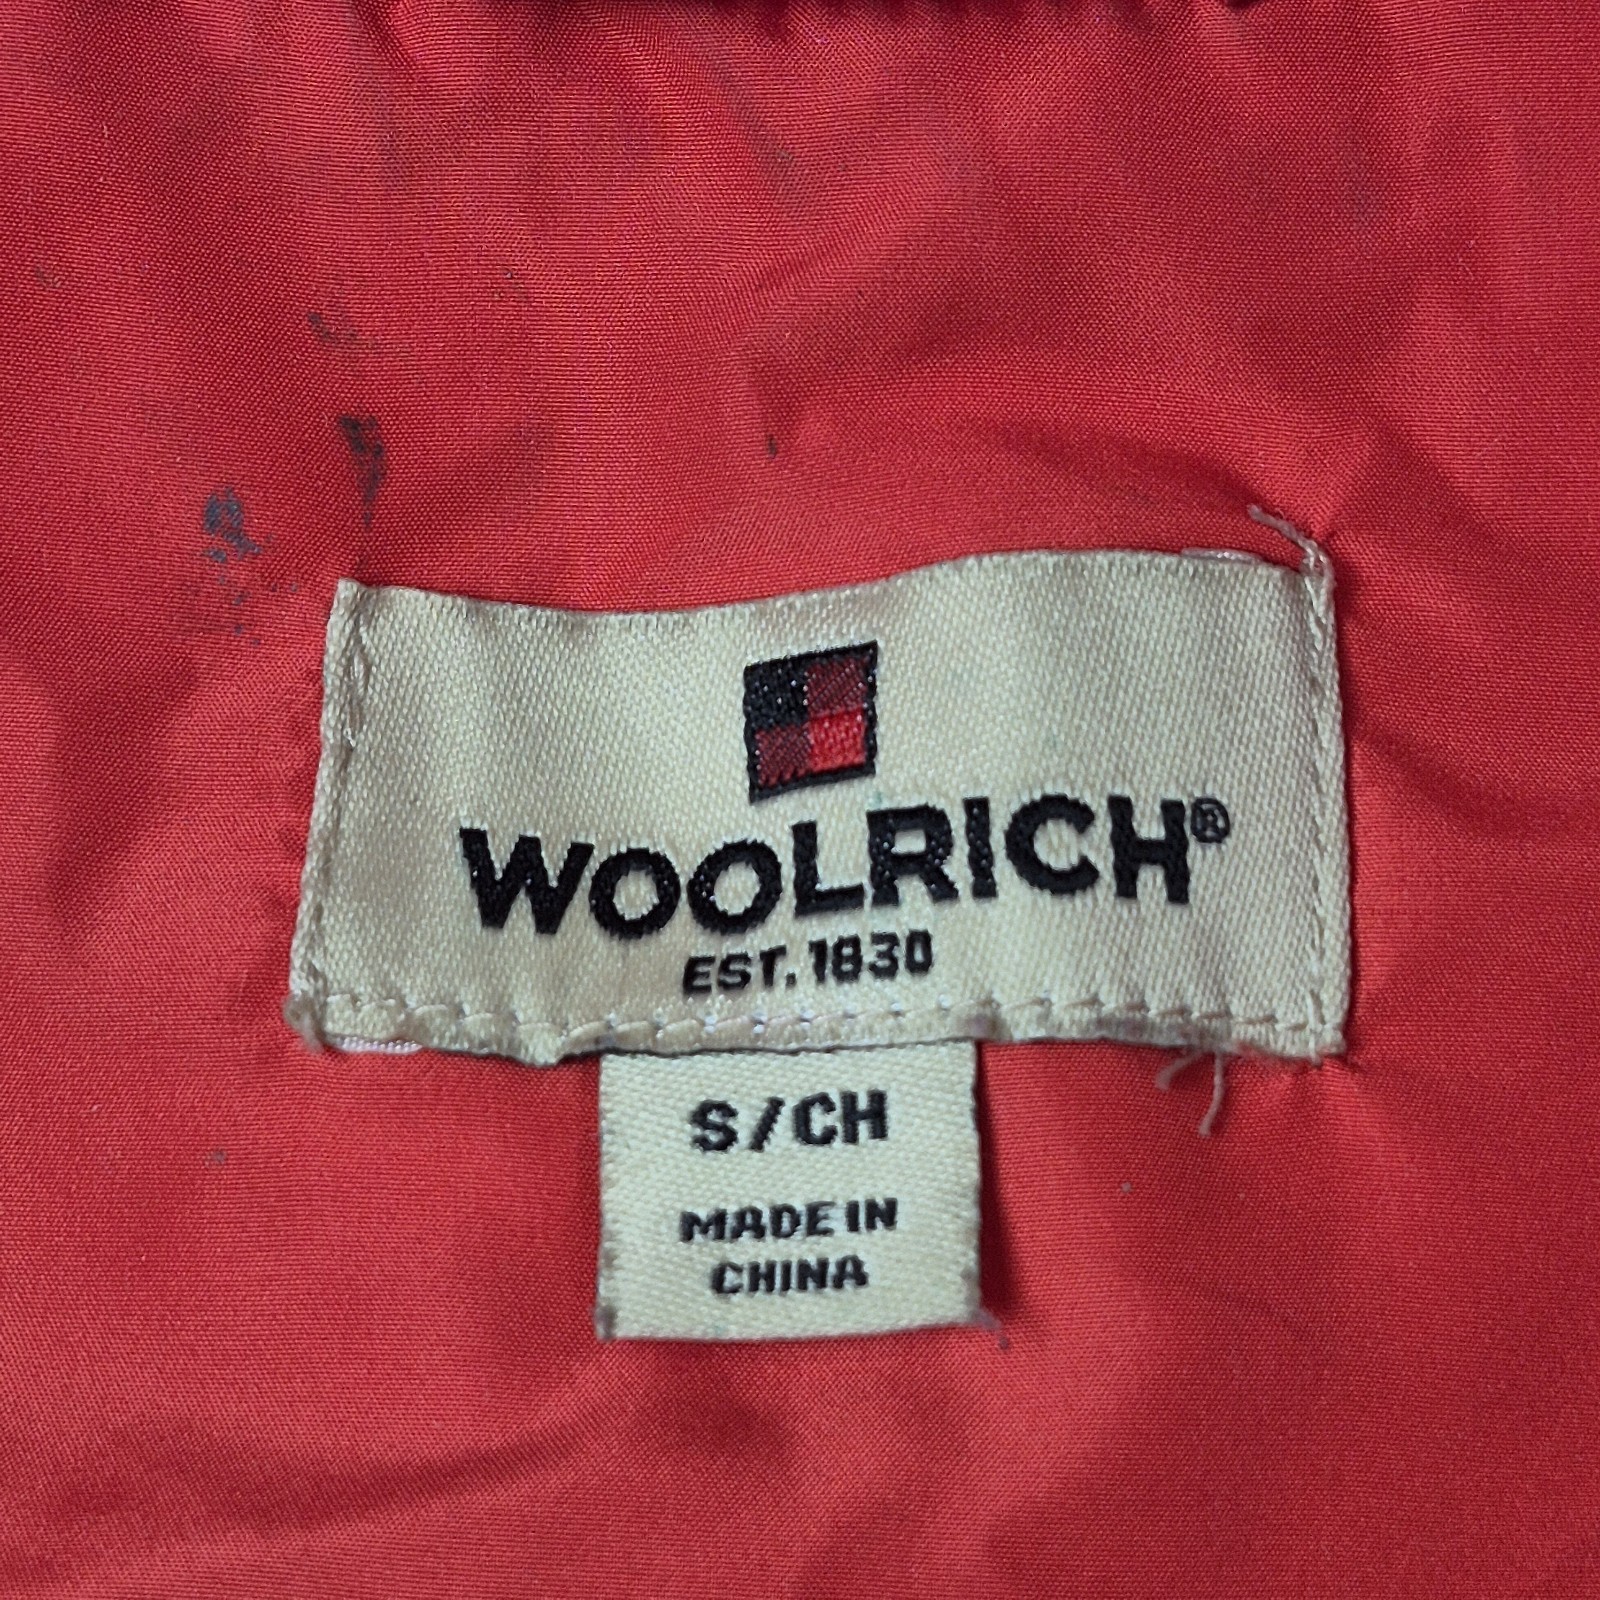 WOOLRICH®
EST. 1830
S/CH
MADE IN
CHINA